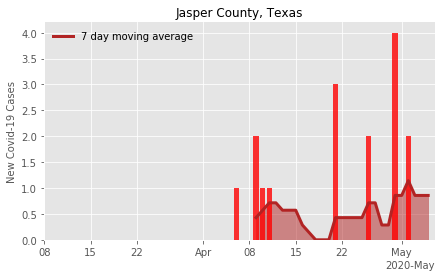 Jasper County, Texas
7 day moving average
New Covid-19 Cases
4.0
3.5
3.0
2.5
2.0
1.5
1.0
0.5
0.0
08 15 22 Apr 08 15 22 May
2020-May